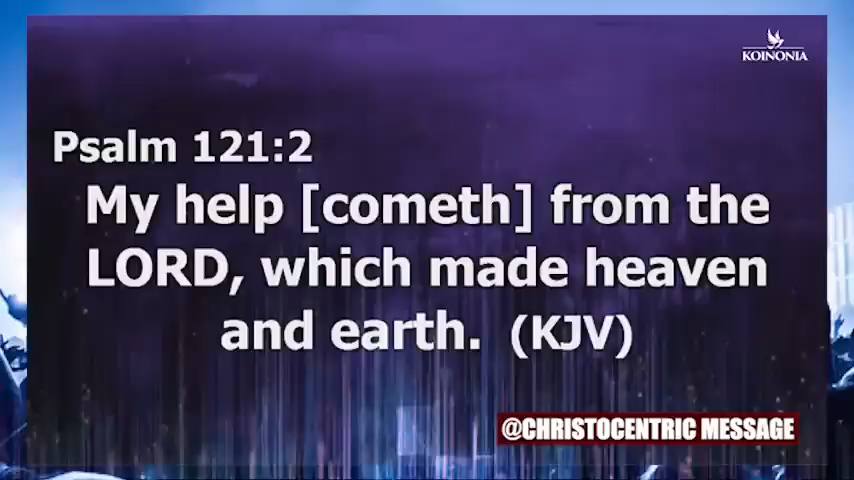 KOINONIA
Psalm 121:2
My help [cometh] from the
LORD, which made heaven
and earth. (KJV)
@CHRISTOCENTRIC MESSAGE